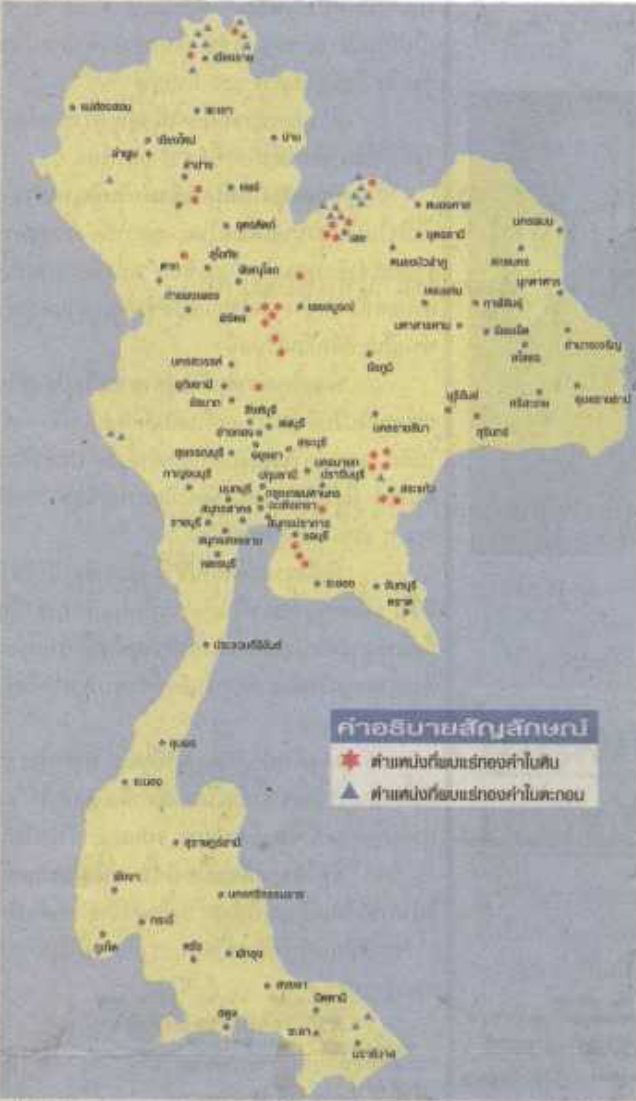 เชียงราย
แม่ฮ่องสอน
พะเยา
เชียงใหม่
น่าน
ลำพูน
ลำปาง
แพร่
อุตรดิตถ์
เลย
หนองคาย
อุดรธานี
หนองบัวลำภู
นครพนม
สกลนคร
มุกดาหาร
ตาก
สุโขทัย
พิษณุโลก
กำแพงเพชร
พิจิตร
เพชรบูรณ์
ขอนแก่น
กาฬสินธุ์
มหาสารคาม
ร้อยเอ็ด
ยโสธร
อำนาจเจริญ
นครสวรรค์
ชัยภูมิ
อุทัยธานี
ชัยนาท
สิงห์บุรี
ลพบุรี
อ่างทอง
สระบุรี
อยุธยา
สุพรรณบุรี
นครราชสีมา
บุรีรัมย์
สุรินทร์
ศรีสะเกษ
อุบลราชธานี
กาญจนบุรี
ปทุมธานี
นครนายก
ปราจีนบุรี
สระแก้ว
นนทบุรี
กรุงเทพมหานคร
ฉะเชิงเทรา
สมุทรสาคร
สมุทรปราการ
ราชบุรี
ชลบุรี
สมุทรสงคราม
เพชรบุรี
ระยอง
จันทบุรี
ตราด
ประจวบคีรีขันธ์
คำอธิบายสัญลักษณ์
ตำแหน่งที่พบแร่ทองคำในหิน
ตำแหน่งที่พบแร่ทองคำในตะกอน
ชุมพร
ระนอง
สุราษฎร์ธานี
พังงา
นครศรีธรรมราช
กระบี่
ภูเก็ต
ตรัง
พัทลุง
สงขลา
ปัตตานี
สตูล
ยะลา
นราธิวาส